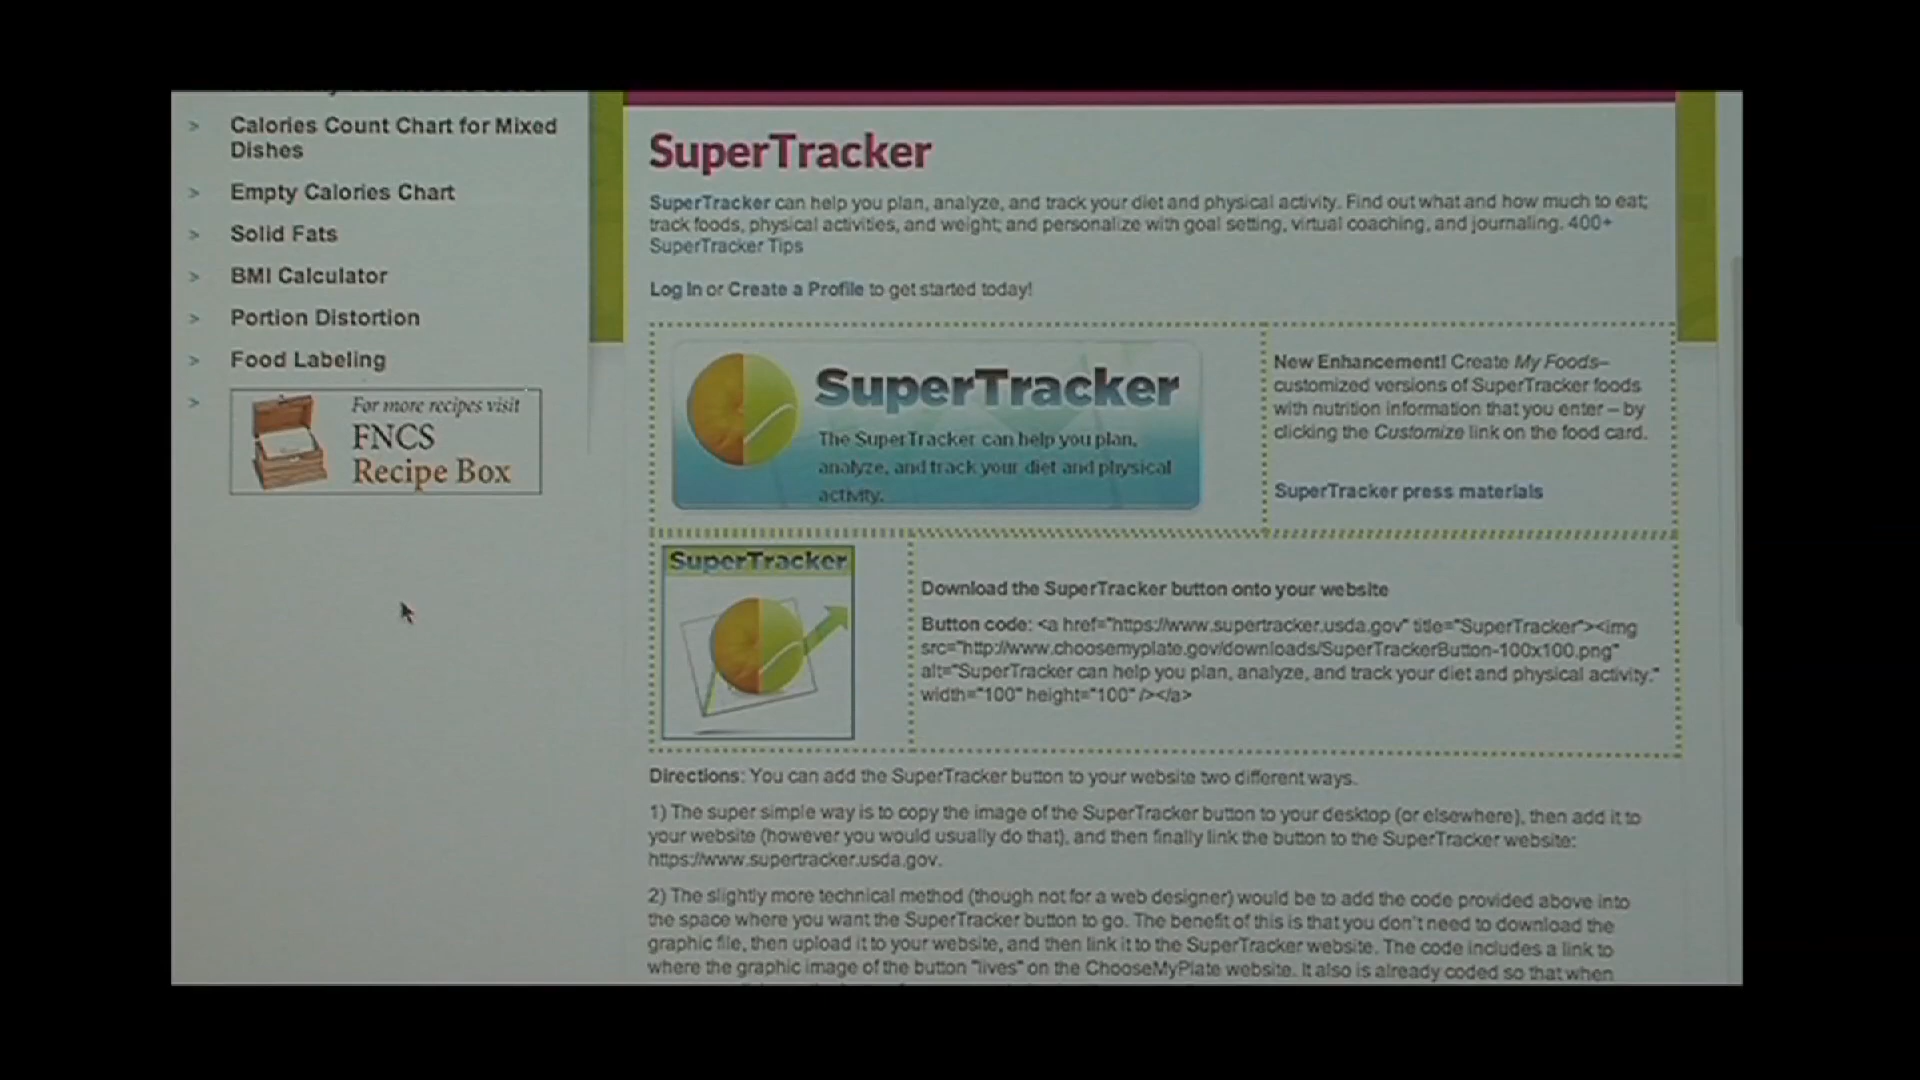 > Calories Count Chart for Mixed
Dishes
> Empty Calories Chart
> Solid Fats
> BMI Calculator
> Portion Distortion
> Food Labeling
>
For more recipes visit
FNCS
Recipe Box
SuperTracker
SuperTracker can help you plan, analyze, and track your diet and physical activity. Find out what and how much to eat;
track foods, physical activities, and weight; and personalize with goal setting, virtual coaching, and journaling. 400+
SuperTracker Tips
Log In or Create a Profile to get started today!
SuperTracker
The SuperTracker can help you plan,
analyze, and track your diet and physical
activity.
New Enhancement! Create My Foods–
customized versions of SuperTracker foods
with nutrition information that you enter – by
clicking the Customize link on the food card.
SuperTracker press materials
SuperTracker
Download the SuperTracker button onto your website
Button code: <a href="https://www.supertracker.usda.gov" title="SuperTracker"><img
src="http://www.choosemyplate.gov/downloads/SuperTrackerButton-100x100.png"
alt="SuperTracker can help you plan, analyze, and track your diet and physical activity."
width="100" height="100" /></a>
Directions: You can add the SuperTracker button to your website two different ways.
1) The super simple way is to copy the image of the SuperTracker button to your desktop (or elsewhere), then add it to
your website (however you would usually do that), and then finally link the button to the SuperTracker website:
https://www.supertracker.usda.gov.
2) The slightly more technical method (though not for a web designer) would be to add the code provided above into
the space where you want the SuperTracker button to go. The benefit of this is that you don't need to download the
graphic file, then upload it to your website, and then link it to the SuperTracker website. The code includes a link to
where the graphic image of the button "lives" on the ChooseMyPlate website. It also is already coded so that when